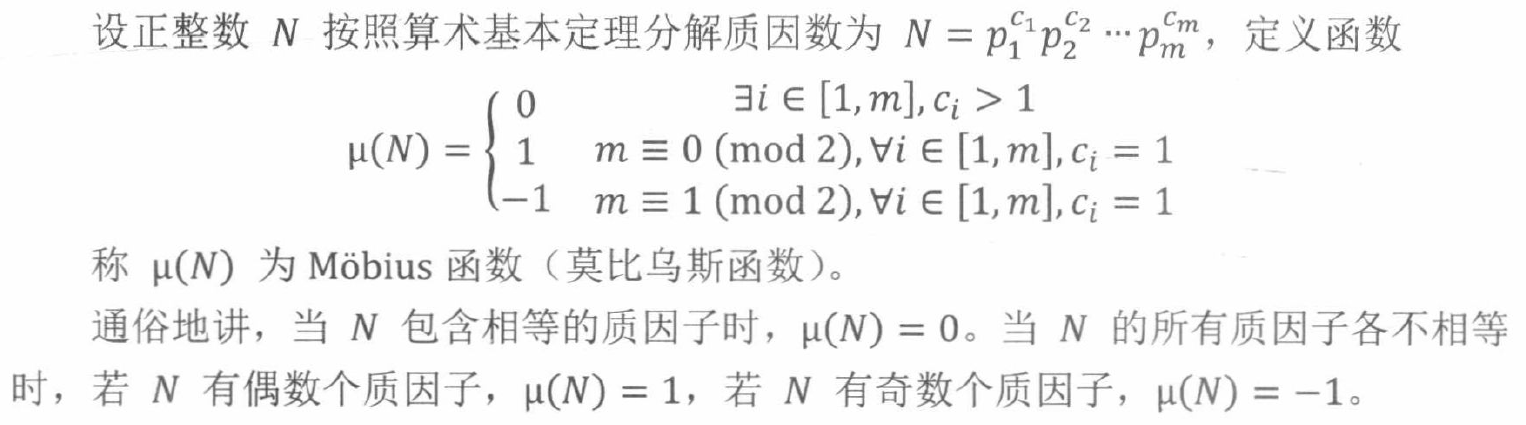 设正整数 N 按照算术基本定理分解质因数为 N = p_1^{c_1} p_2^{c_2} ⋯ p_m^{c_m}，定义函数
0 ∃i ∈ [1, m], c_i > 1
μ(N) = { 1 m ≡ 0 (mod 2), ∀i ∈ [1, m], c_i = 1
−1 m ≡ 1 (mod 2), ∀i ∈ [1, m], c_i = 1
称 μ(N) 为 Möbius 函数（莫比乌斯函数）。
通俗地讲，当 N 包含相等的质因子时，μ(N) = 0。当 N 的所有质因子各不相等
时，若 N 有偶数个质因子，μ(N) = 1，若 N 有奇数个质因子，μ(N) = −1。